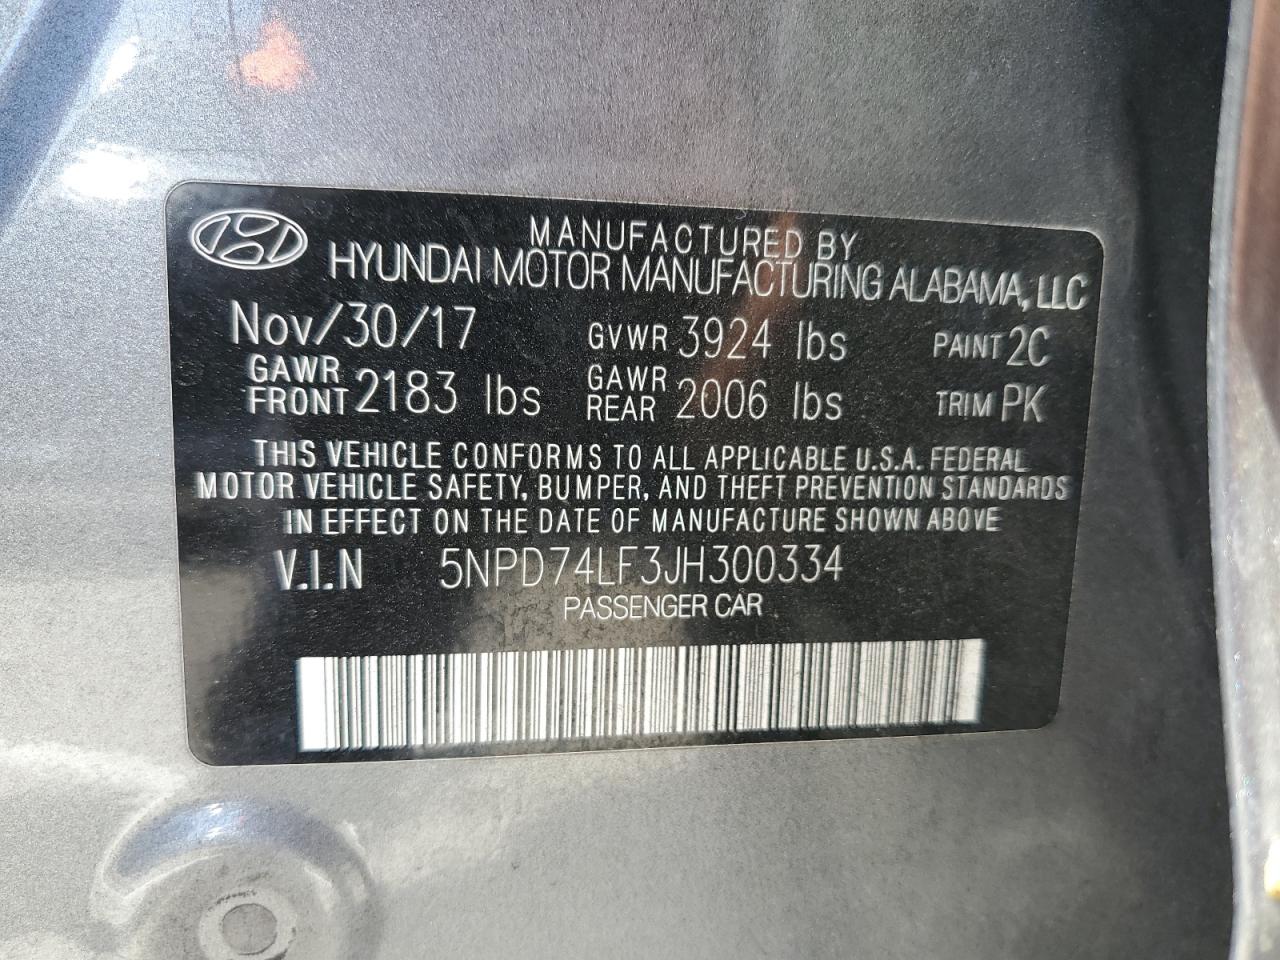 MANUFACTURED BY
HYUNDAI MOTOR MANUFACTURING ALABAMA, LLC
Nov/30/17 GVWR 3924 lbs PAINT 2C
GAWR FRONT 2183 lbs GAWR REAR 2006 lbs TRIM PK
THIS VEHICLE CONFORMS TO ALL APPLICABLE U.S.A. FEDERAL
MOTOR VEHICLE SAFETY, BUMPER, AND THEFT PREVENTION STANDARDS
IN EFFECT ON THE DATE OF MANUFACTURE SHOWN ABOVE
V.I.N 5NPD74LF3JH300334
PASSENGER CAR